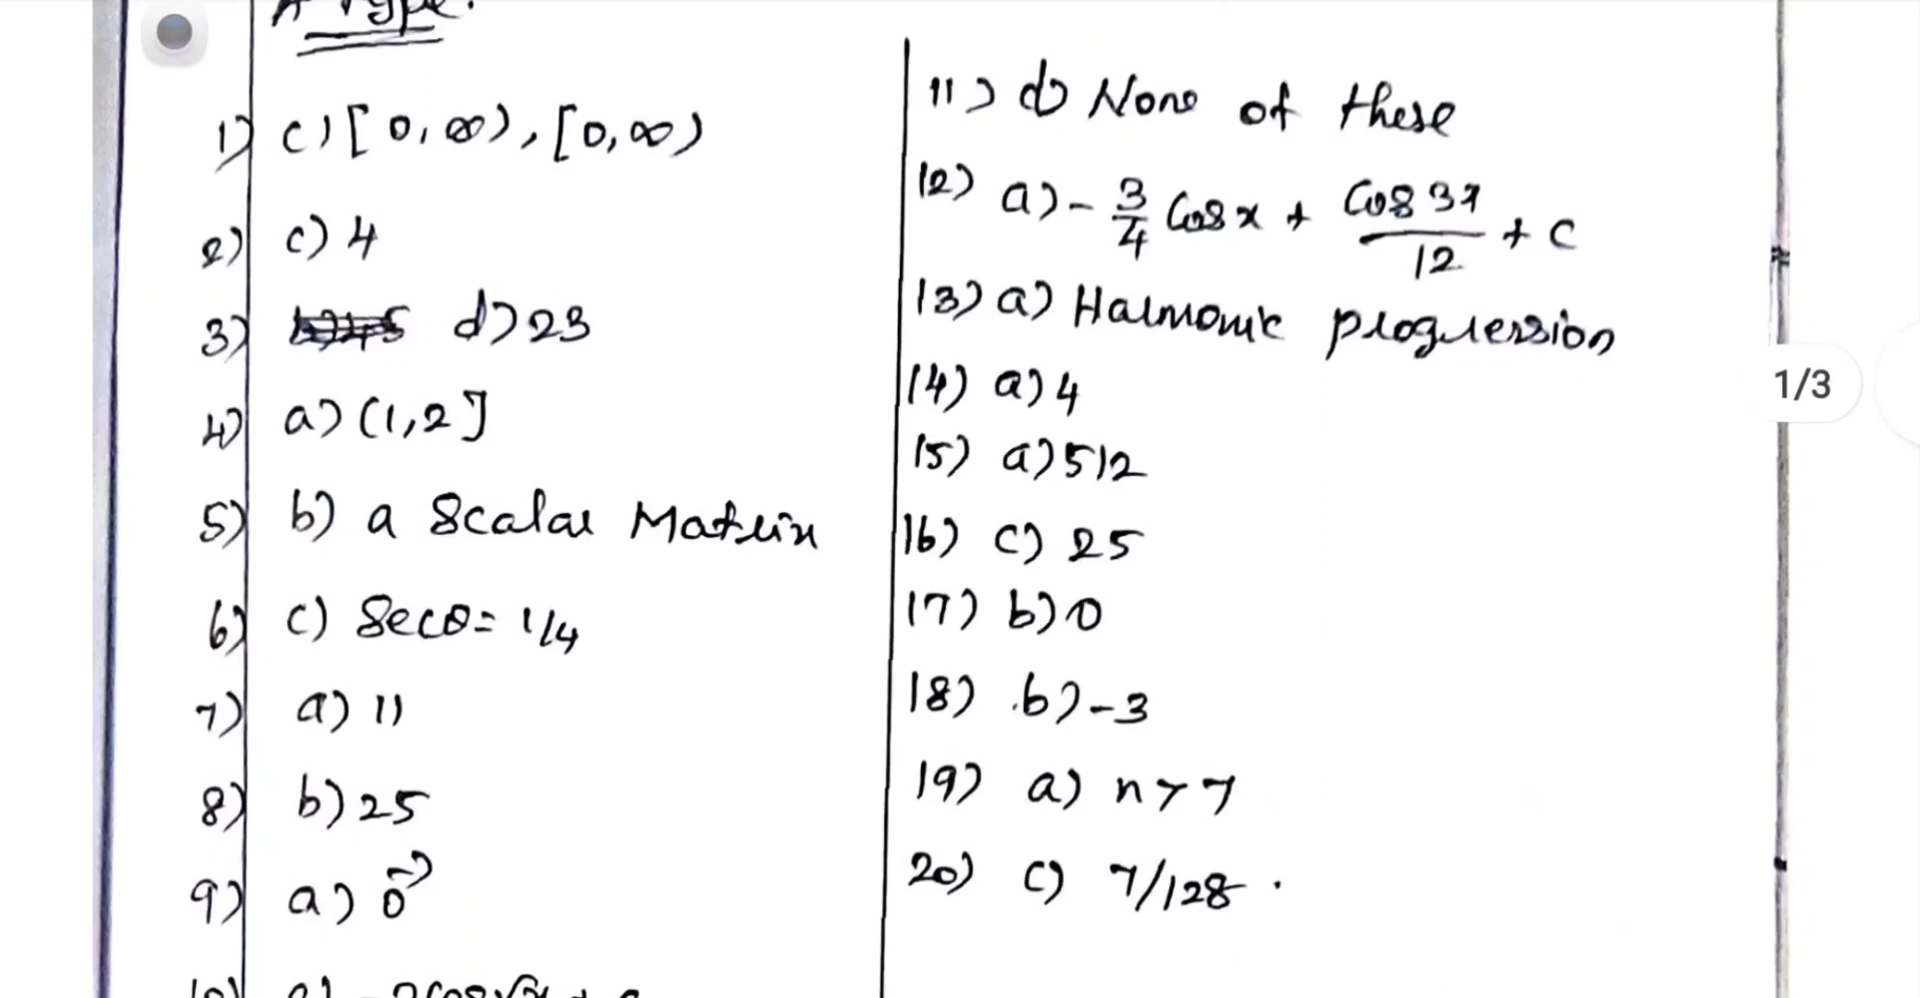 A Type.
1) c) [0, ∞), [0, ∞)
2) c) 4
3) d) 23
4) a) (1, 2]
5) b) a Scalar Matrix
6) c) Secθ = 1/4
7) a) 11
8) b) 25
9) a) 0⃗
10)
11) d) None of these
12) a) - 3/4 Cos x + Cos 3x/12 + c
13) a) Harmonic progression
14) a) 4
15) a) 512
16) c) 25
17) b) 0
18) b) -3
19) a) n > 7
20) c) 7/128.
1/3